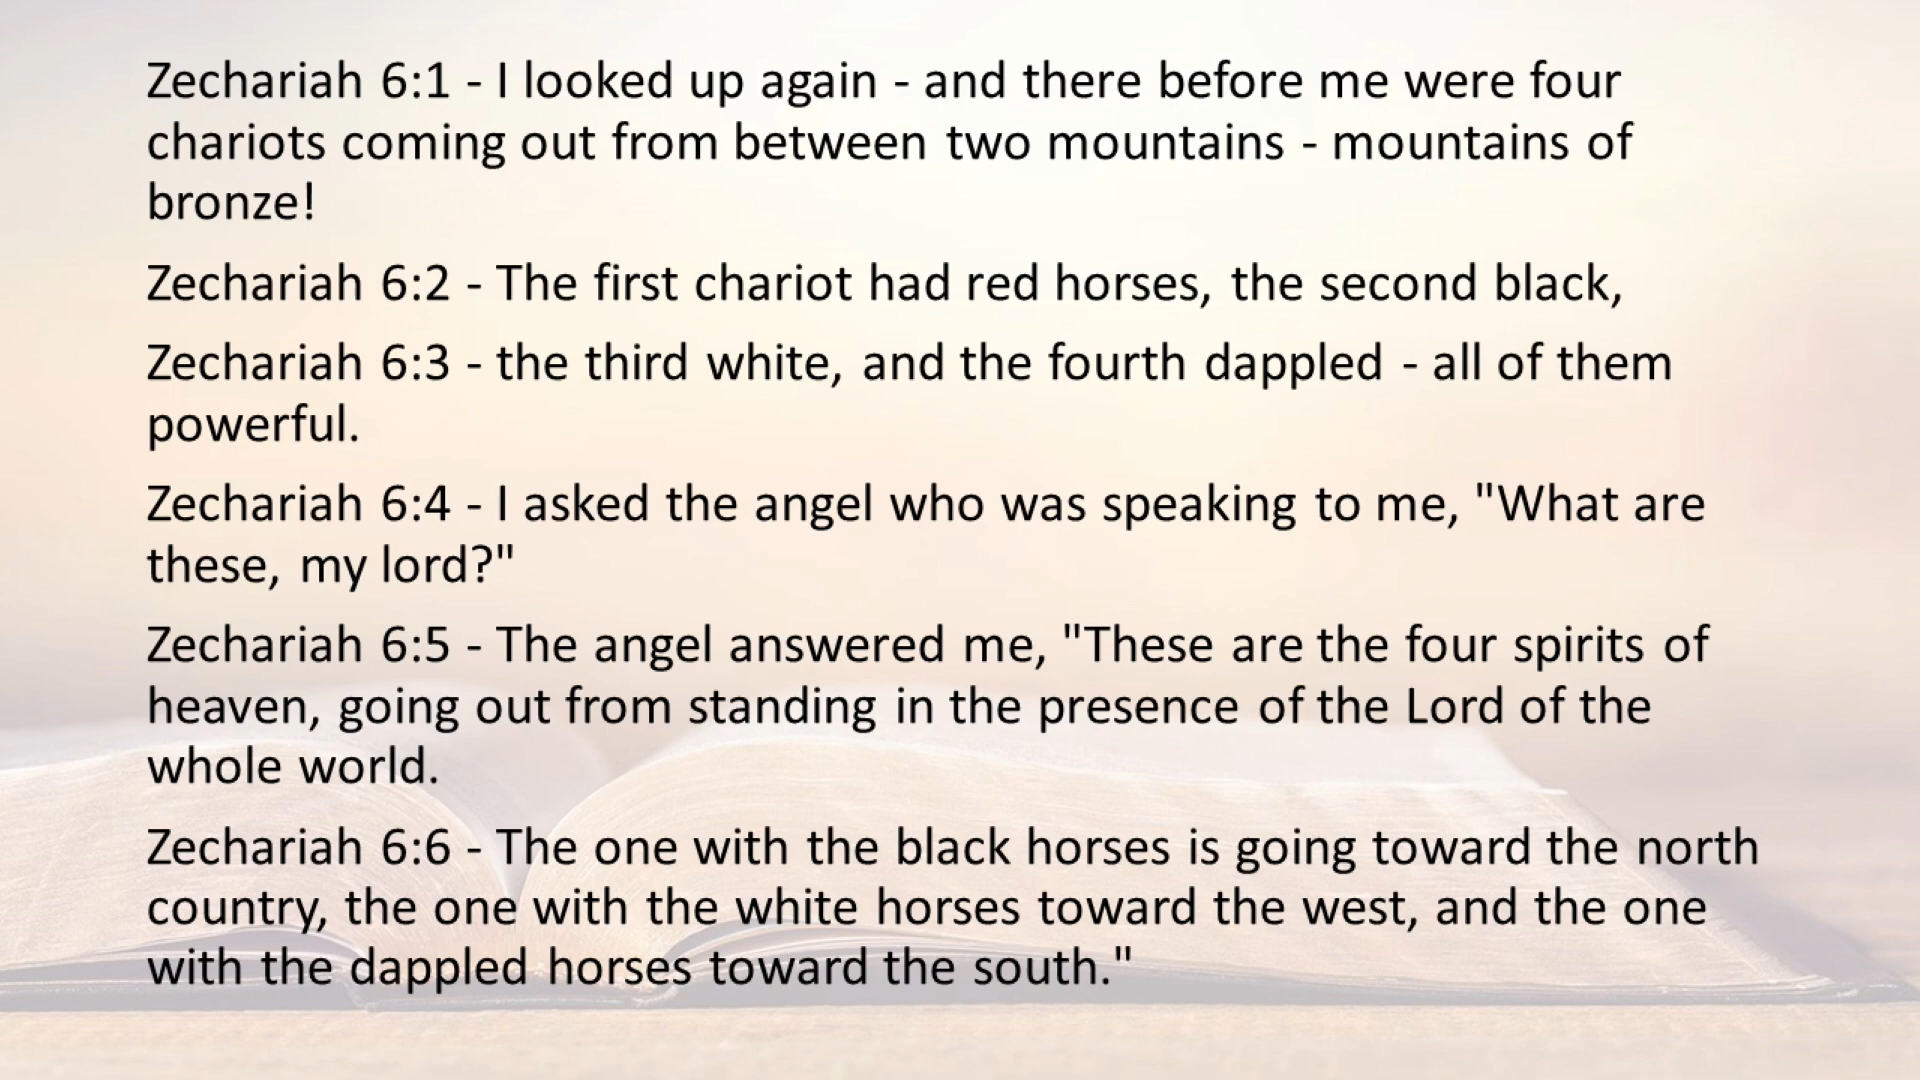 Zechariah 6:1 - I looked up again - and there before me were four
chariots coming out from between two mountains - mountains of
bronze!
Zechariah 6:2 - The first chariot had red horses, the second black,
Zechariah 6:3 - the third white, and the fourth dappled - all of them
powerful.
Zechariah 6:4 - I asked the angel who was speaking to me, "What are
these, my lord?"
Zechariah 6:5 - The angel answered me, "These are the four spirits of
heaven, going out from standing in the presence of the Lord of the
whole world.
Zechariah 6:6 - The one with the black horses is going toward the north
country, the one with the white horses toward the west, and the one
with the dappled horses toward the south."